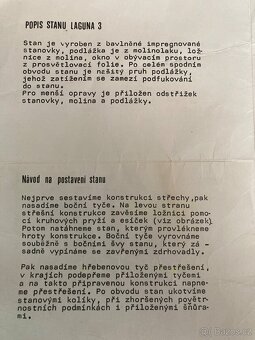 POPIS STANU LAGUNA 3
Stan je vyroben z bavlněné impregnované
stanovky, podlážka je z molinolaku, lož-
nice z molina, okno v obývacím prostoru
z prosvětlovací folie. Po celém spodním
obvodu stanu je našitý pruh podlážky,
jehož zatížením se zamezí podfukování
do stanu.
Pro menší opravy je přiložen odstřižek
stanovky, molina a podlážky.
Návod na postavení stanu
Nejprve sestavíme konstrukci střechy,pak
nasadíme boční tyče. Na levou stranu
střešní konstrukce zavěsíme ložnici pomo-
cí kruhových pryží a esíček (viz obrázek)
Potom natáhneme stan, kterým provlékneme
hroty konstrukce. Boční tyče vyrovnáme
souběžně s bočními švy stanu, který zá-
sadně vypínáme se zavřenými zdrhovadly.
Pak nasadíme hřebenovou tyč přestřešení,
v krajích podepřeme přiloženými tyčemi
a na takto připravenou konstrukci napne-
me přestřešení. Po obvodu stan ukotvíme
stanovými kolíky, při zhoršených povětr-
nostních podmínkách i přiloženými šňůra-
mi.